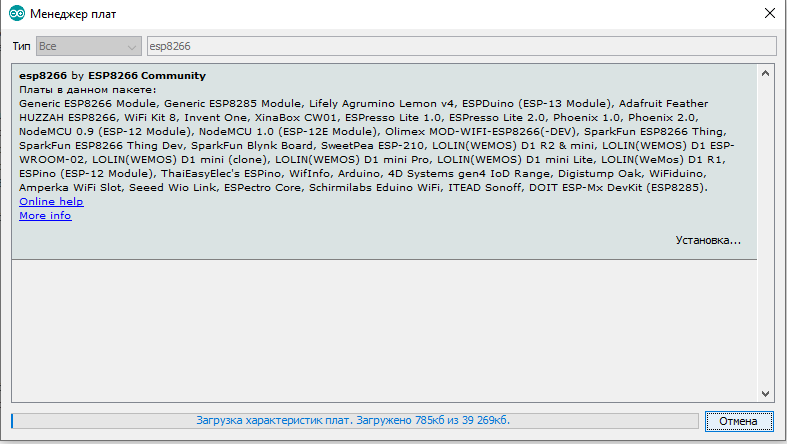 Менеджер плат
Тип Все esp8266
esp8266 by ESP8266 Community
Платы в данном пакете:
Generic ESP8266 Module, Generic ESP8285 Module, Lifely Agrumino Lemon v4, ESPDuino (ESP-13 Module), Adafruit Feather
HUZZAH ESP8266, WiFi Kit 8, Invent One, XinaBox CW01, ESPresso Lite 1.0, ESPresso Lite 2.0, Phoenix 1.0, Phoenix 2.0,
NodeMCU 0.9 (ESP-12 Module), NodeMCU 1.0 (ESP-12E Module), Olimex MOD-WIFI-ESP8266(-DEV), SparkFun ESP8266 Thing,
SparkFun ESP8266 Thing Dev, SparkFun Blynk Board, SweetPea ESP-210, LOLIN(WEMOS) D1 R2 & mini, LOLIN(WEMOS) D1 ESP-
WROOM-02, LOLIN(WEMOS) D1 mini (clone), LOLIN(WEMOS) D1 mini Pro, LOLIN(WEMOS) D1 mini Lite, LOLIN(WeMos) D1 R1,
ESPino (ESP-12 Module), ThaiEasyElec's ESPino, WifInfo, Arduino, 4D Systems gen4 IoD Range, Digistump Oak, WiFiduino,
Amperka WiFi Slot, Seeed Wio Link, ESPectro Core, Schirmilabs Eduino WiFi, ITEAD Sonoff, DOIT ESP-Mx DevKit (ESP8285).
Online help
More info
Установка...
Загрузка характеристик плат. Загружено 785кб из 39 269кб.
Отмена